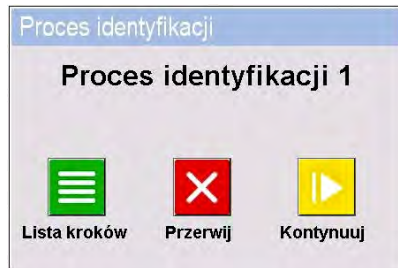 Proces identyfikacji
Proces identyfikacji 1
Lista kroków Przerwij Kontynuuj